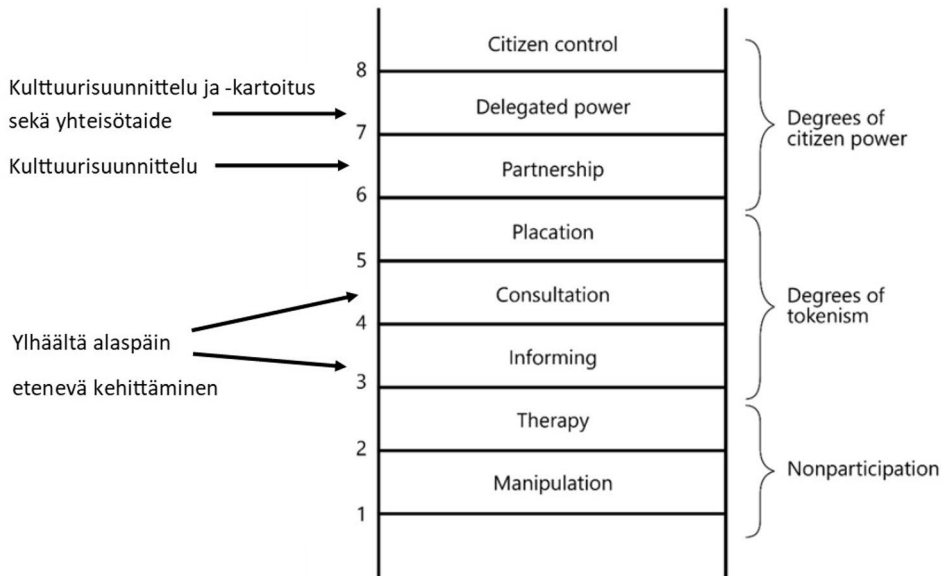 Kulttuurisuunnittelu ja -kartoitus
sekä yhteisötaide
Kulttuurisuunnittelu
Ylhäältä alaspäin
etenevä kehittäminen
Citizen control
8
Delegated power
7
Partnership
6
Placation
5
Consultation
4
Informing
3
Therapy
2
Manipulation
1
Degrees of
citizen power
Degrees of
tokenism
Nonparticipation